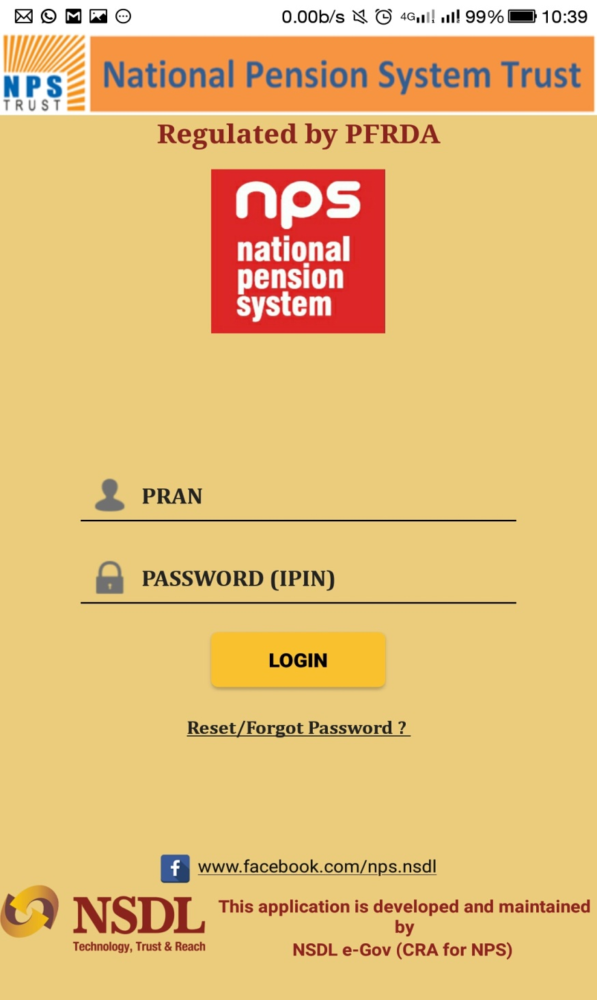 0.00b/s 4G 99% 10:39
NPS
TRUST
National Pension System Trust
Regulated by PFRDA
nps
national
pension
system
PRAN
PASSWORD (IPIN)
LOGIN
Reset/Forgot Password ?
f www.facebook.com/nps.nsdl
NSDL
Technology, Trust & Reach
This application is developed and maintained
by
NSDL e-Gov (CRA for NPS)